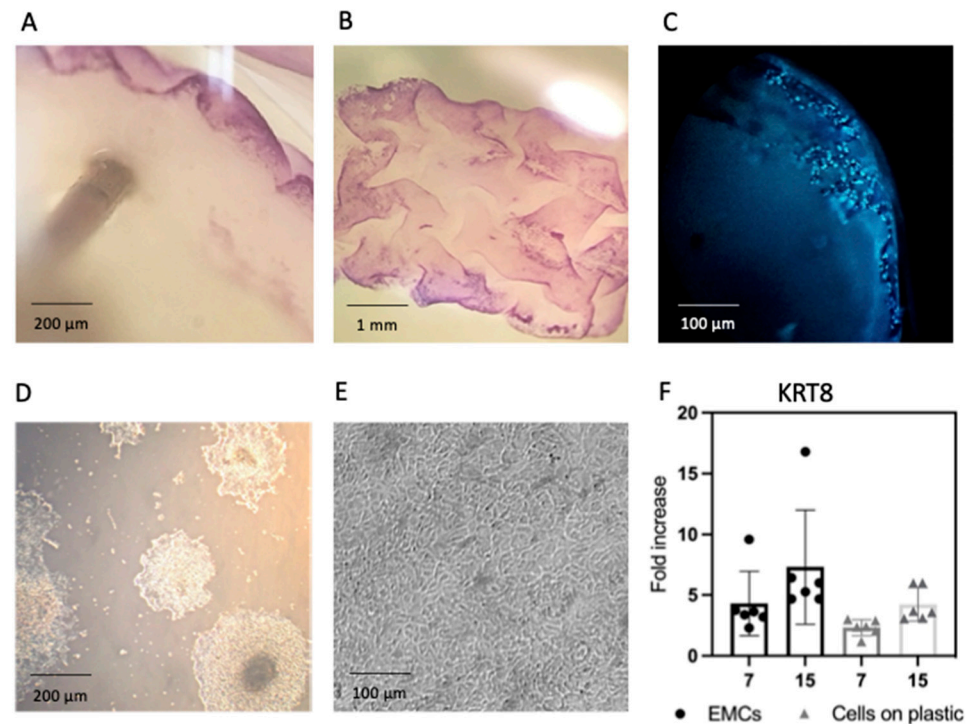 A
B
C
200 µm
1 mm
100 µm
D
E
F
KRT8
200 µm
100 µm
Fold increase
20
15
10
5
0
7
15
7
15
EMCs
Cells on plastic